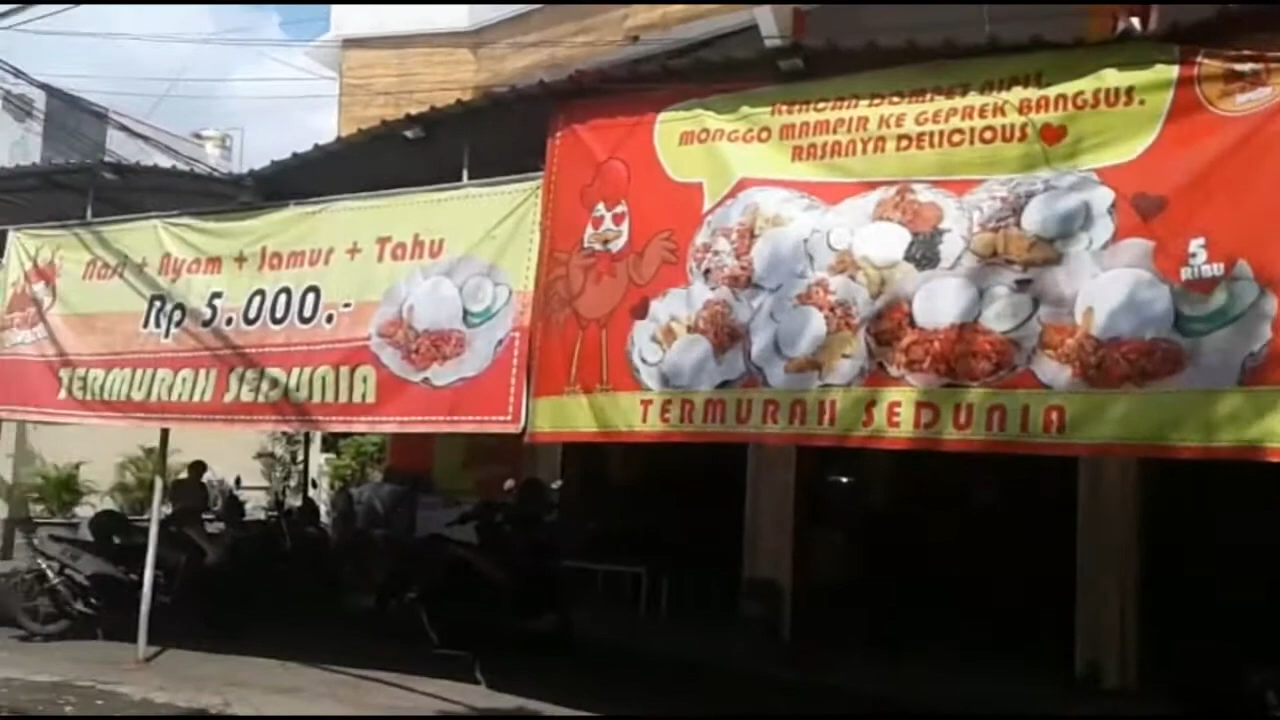 Nasi + Ayam + Jamur + Tahu
Rp 5.000.-
TERMURAH SEDUNIA
DOMPET
MONGGO MAMPIR KE GEPREK BANGSUS.
RASANYA DELICIOUS
5
RIBU
TERMURAH SEDUNIA